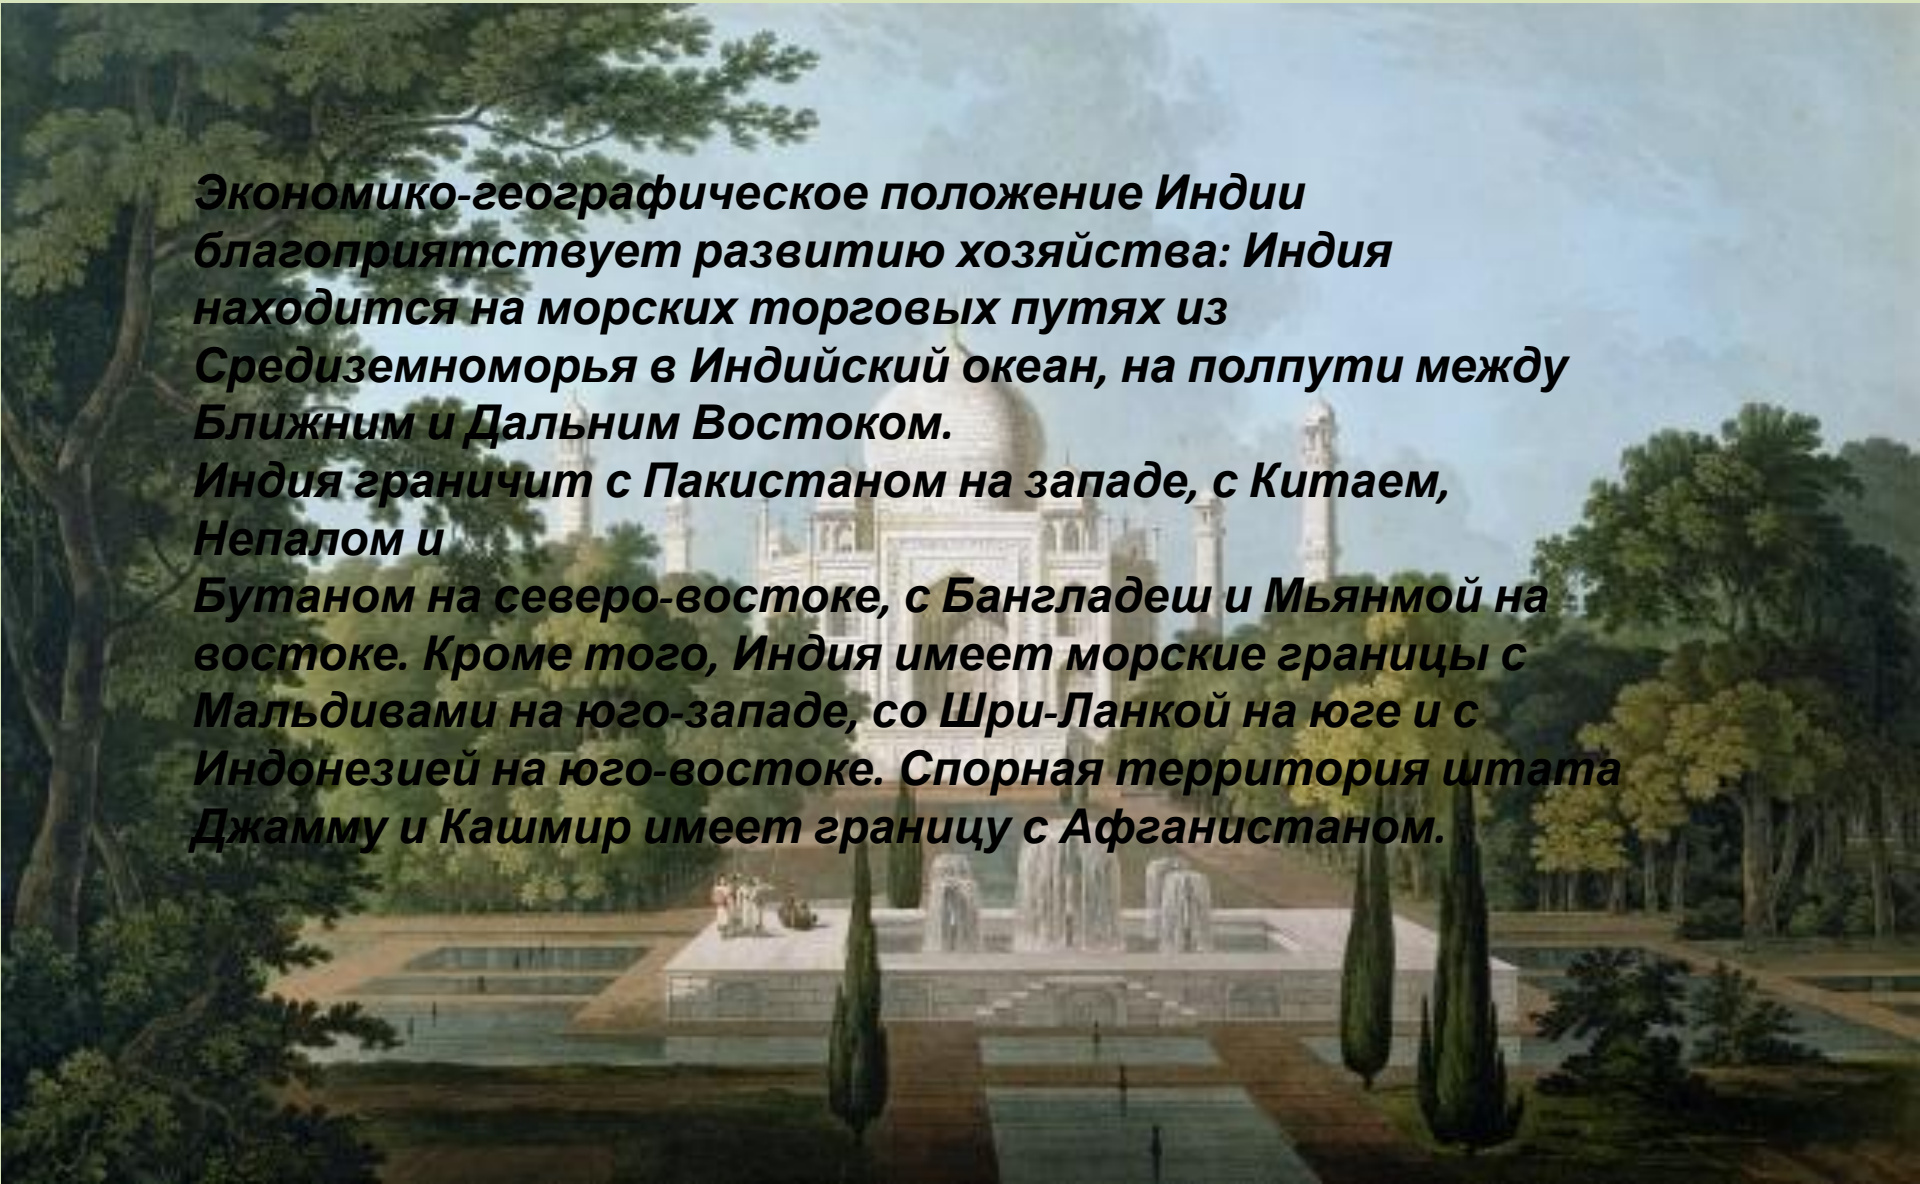 Экономико-географическое положение Индии
благоприятствует развитию хозяйства: Индия
находится на морских торговых путях из
Средиземноморья в Индийский океан, на полпути между
Ближним и Дальним Востоком.
Индия граничит с Пакистаном на западе, с Китаем,
Непалом и
Бутаном на северо-востоке, с Бангладеш и Мьянмой на
востоке. Кроме того, Индия имеет морские границы с
Мальдивами на юго-западе, со Шри-Ланкой на юге и с
Индонезией на юго-востоке. Спорная территория штата
Джамму и Кашмир имеет границу с Афганистаном.